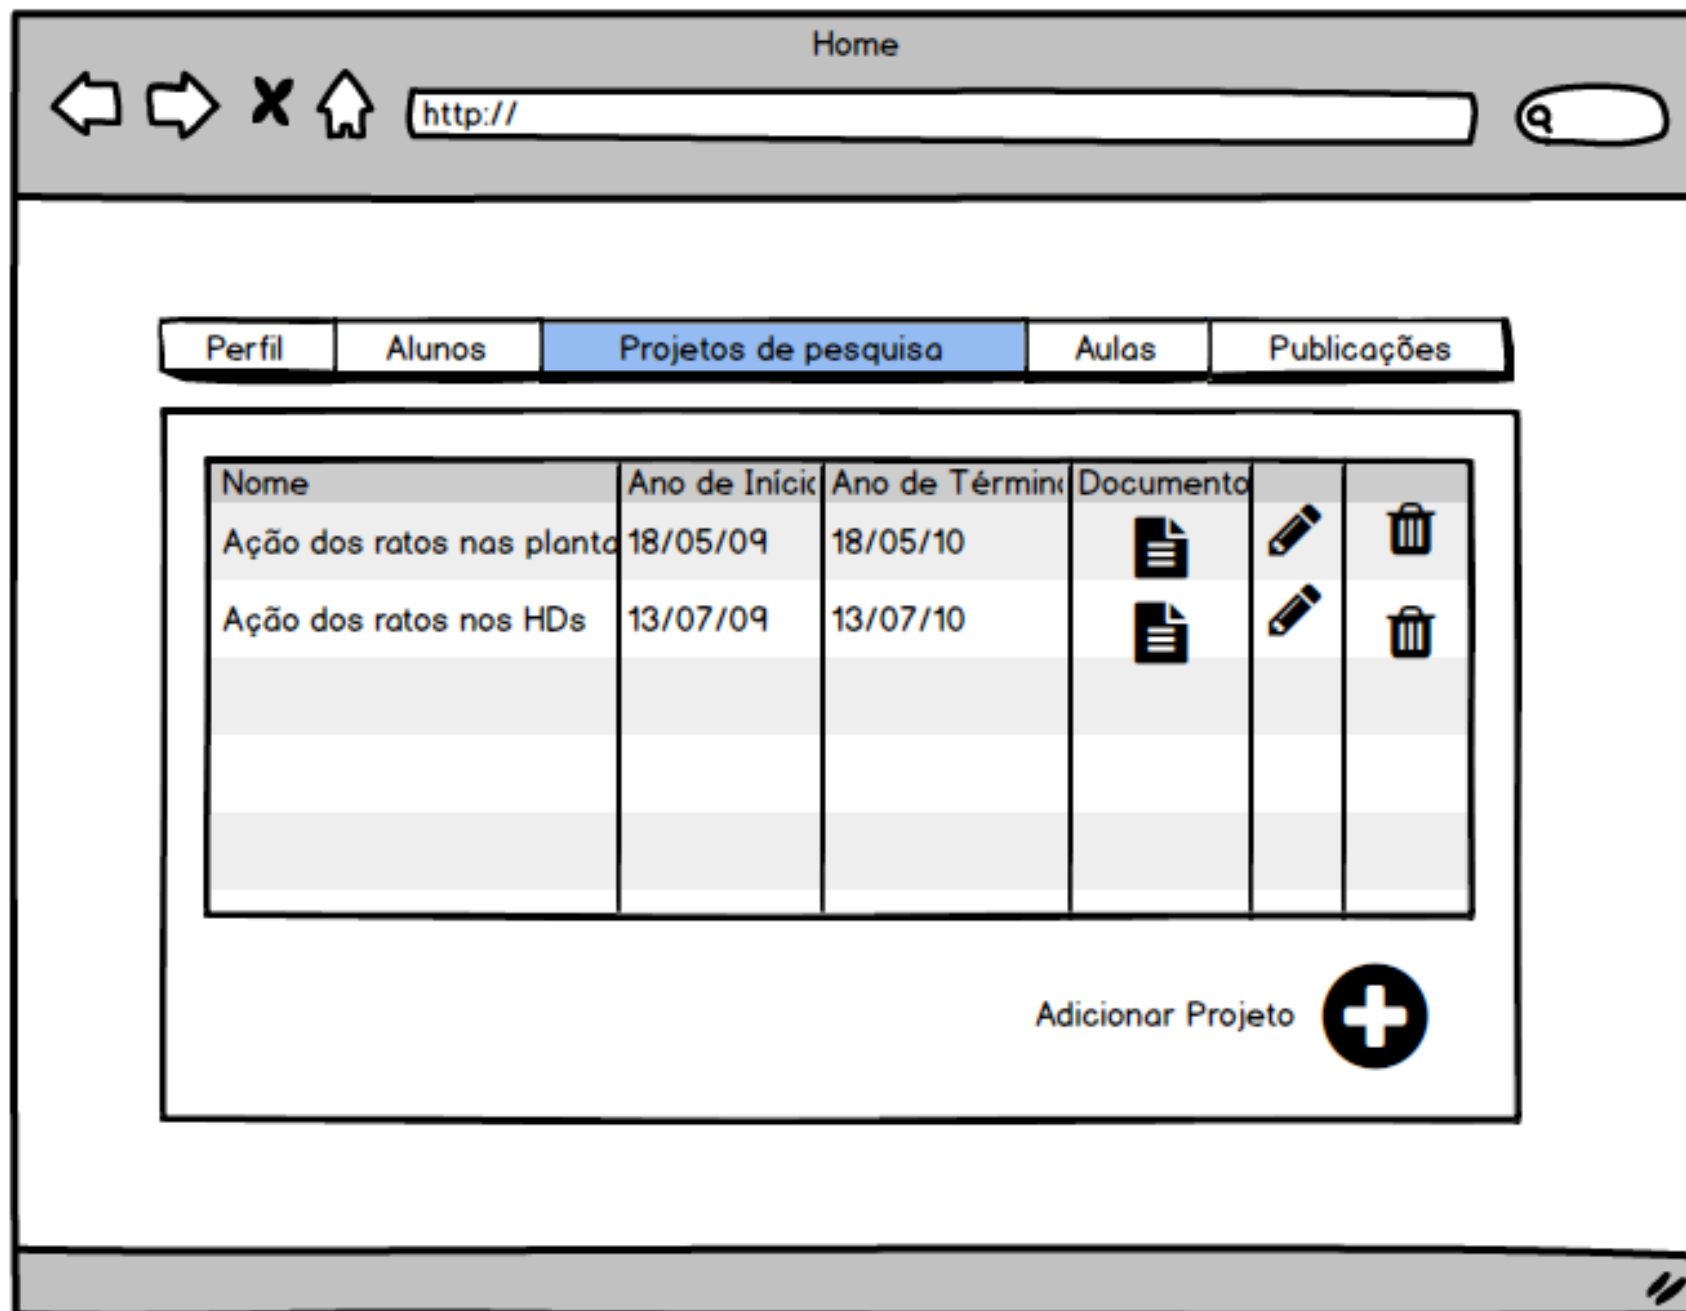 Home
http://
Perfil Alunos Projetos de pesquisa Aulas Publicações
Nome Ano de Iníci Ano de Términ Documento
Ação dos ratos nas planta 18/05/09 18/05/10
Ação dos ratos nos HDs 13/07/09 13/07/10
Adicionar Projeto